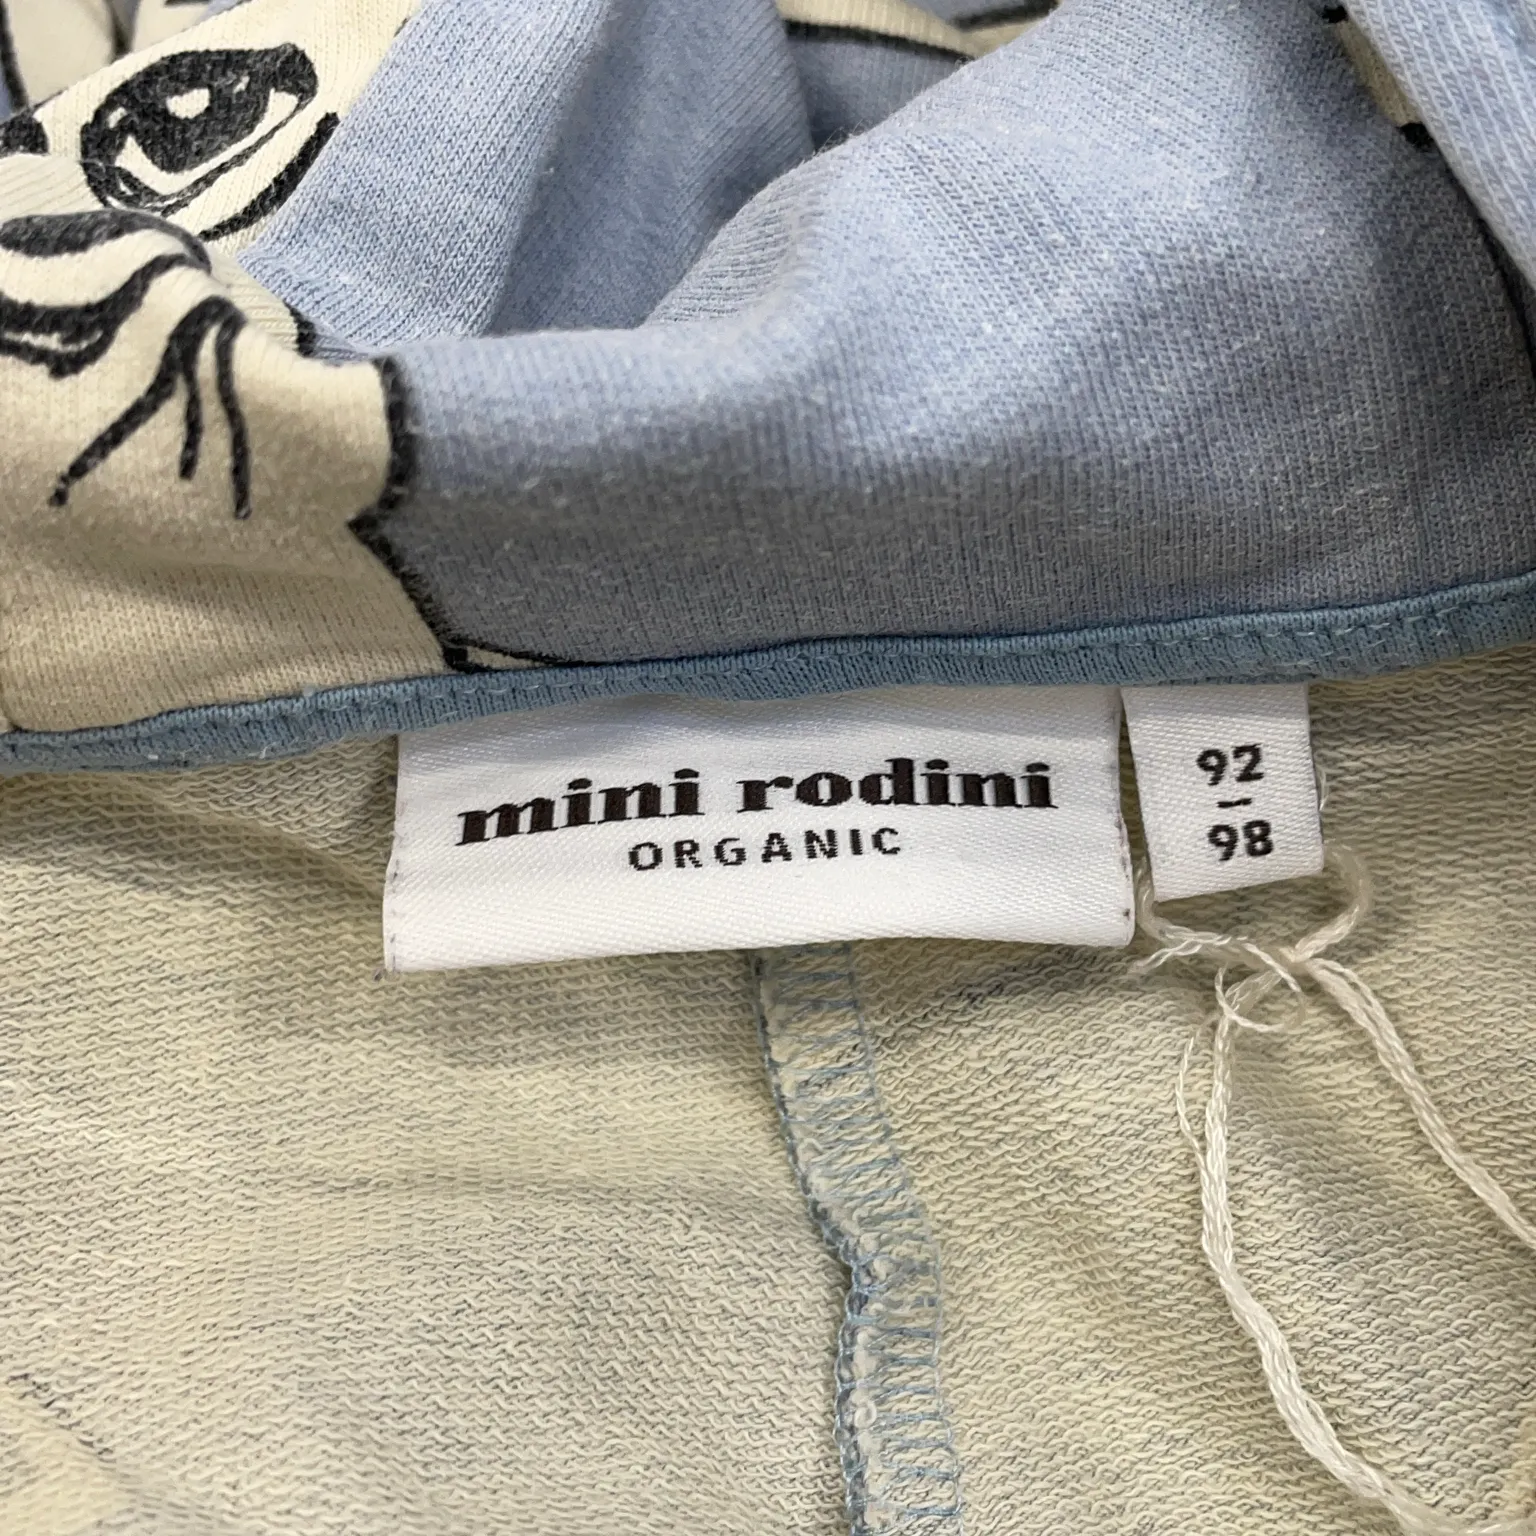 mini rodini
ORGANIC
92
–
98